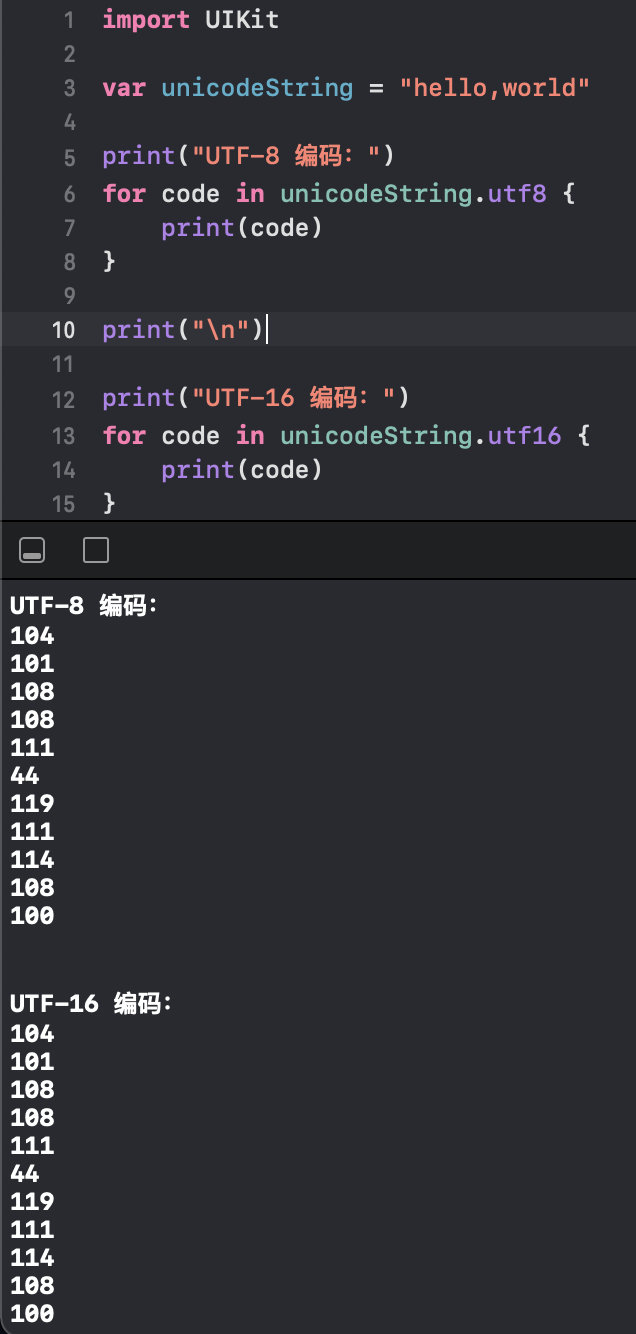 1 import UIKit
2
3 var unicodeString = "hello,world"
4
5 print("UTF-8 编码：")
6 for code in unicodeString.utf8 {
7     print(code)
8 }
9
10 print("\n")
11
12 print("UTF-16 编码：")
13 for code in unicodeString.utf16 {
14     print(code)
15 }
UTF-8 编码：
104
101
108
108
111
44
119
111
114
108
100
UTF-16 编码：
104
101
108
108
111
44
119
111
114
108
100